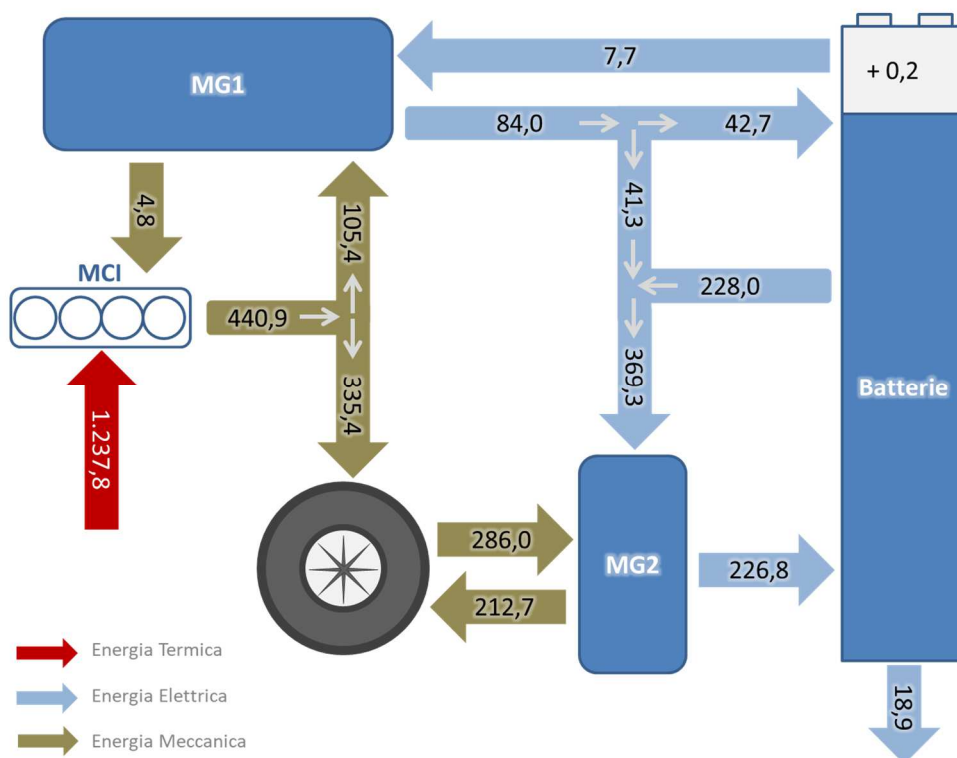 7,7
MG1
+ 0,2
84,0
42,7
4,8
105,4
41,3
MCI
440,9
228,0
335,4
369,3
Batterie
1.237,8
286,0
MG2
226,8
212,7
Energia Termica
Energia Elettrica
18,9
Energia Meccanica